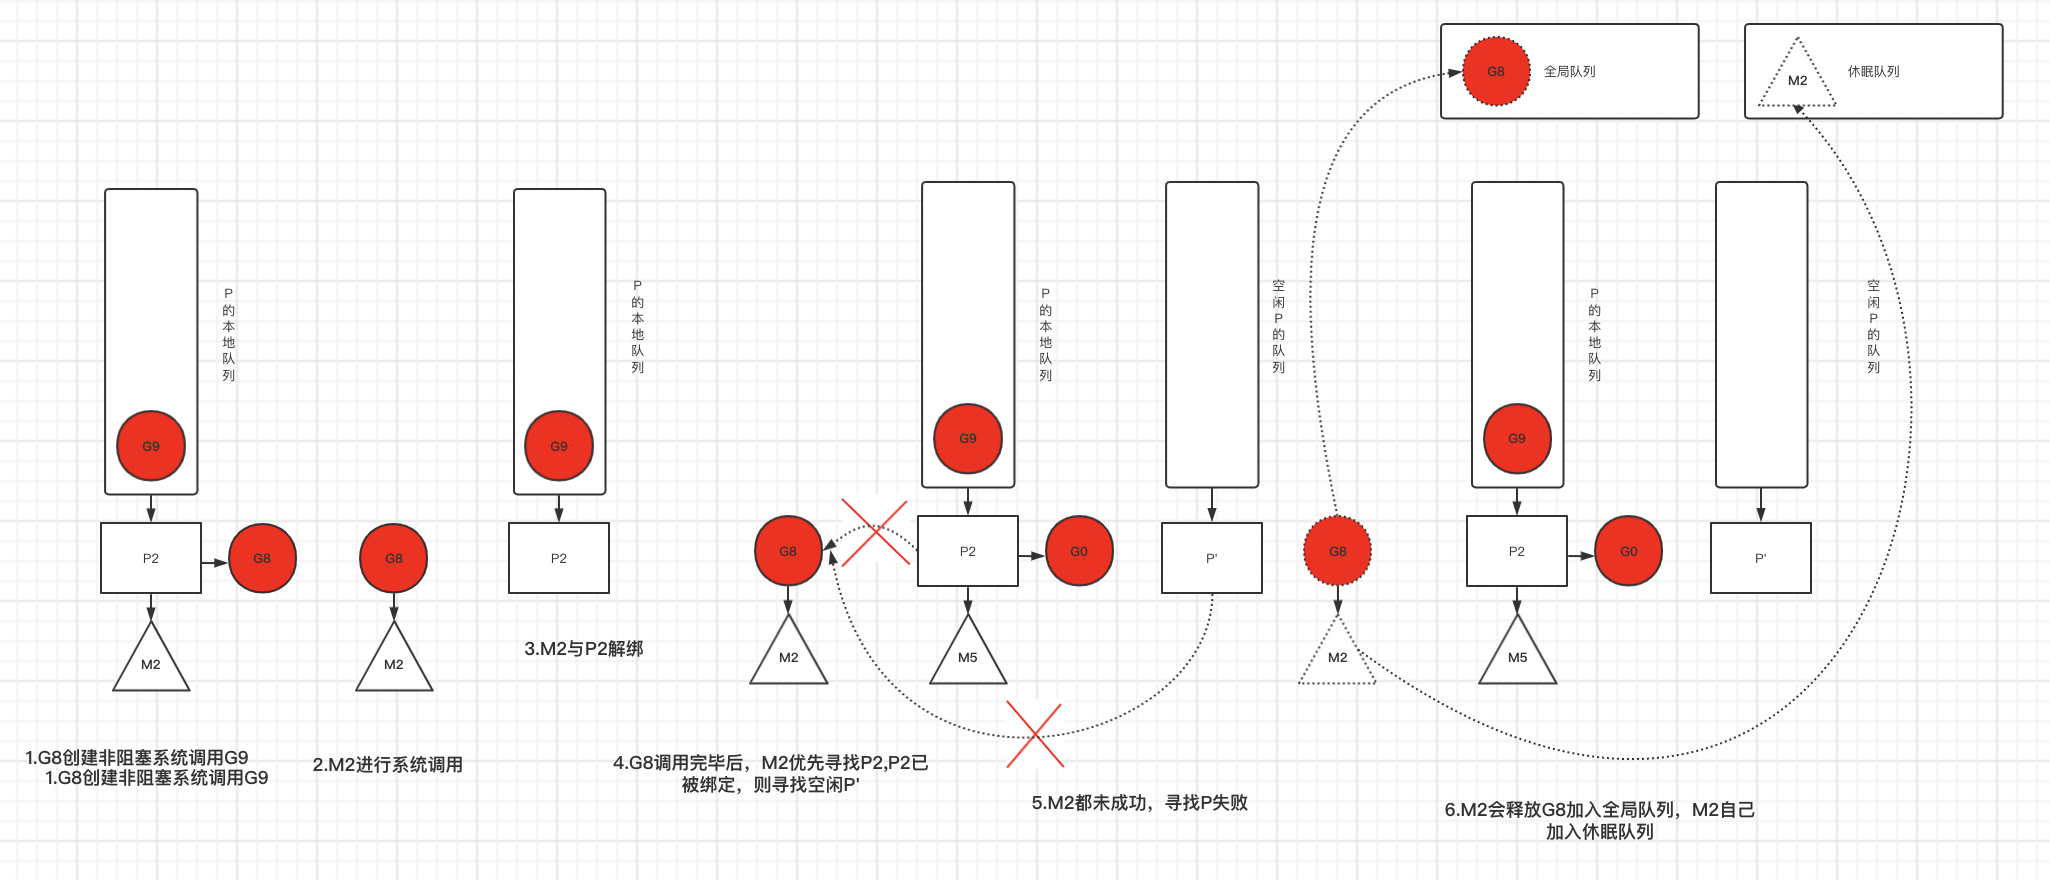 G8
全局队列
M2
休眠队列
P的本地队列
G9
P2
G8
M2
G8
M2
P的本地队列
G9
P2
3.M2与P2解绑
G8
M2
P的本地队列
G9
P2
G0
M5
空闲P的队列
P'
G8
M2
P的本地队列
G9
P2
G0
M5
空闲P的队列
P'
1.G8创建非阻塞系统调用G9
1.G8创建非阻塞系统调用G9
2.M2进行系统调用
4.G8调用完毕后，M2优先寻找P2,P2已
被绑定，则寻找空闲P'
5.M2都未成功，寻找P失败
6.M2会释放G8加入全局队列，M2自己
加入休眠队列